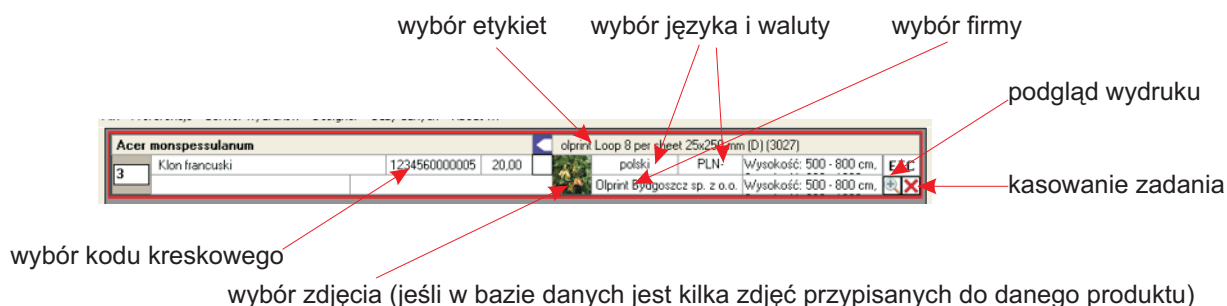 wybór etykiet wybór języka i waluty wybór firmy
podgląd wydruku
Acer monspessulanum olprint Loop 8 per sheet 25x250 mm (D) (3027)
3 Klon francuski 1234560000005 20,00 polski PLN Wysokość: 500 - 800 cm,
Olprint Bydgoszcz sp. z o.o. Wysokość: 500 - 800 cm,
kasowanie zadania
wybór kodu kreskowego
wybór zdjęcia (jeśli w bazie danych jest kilka zdjęć przypisanych do danego produktu)